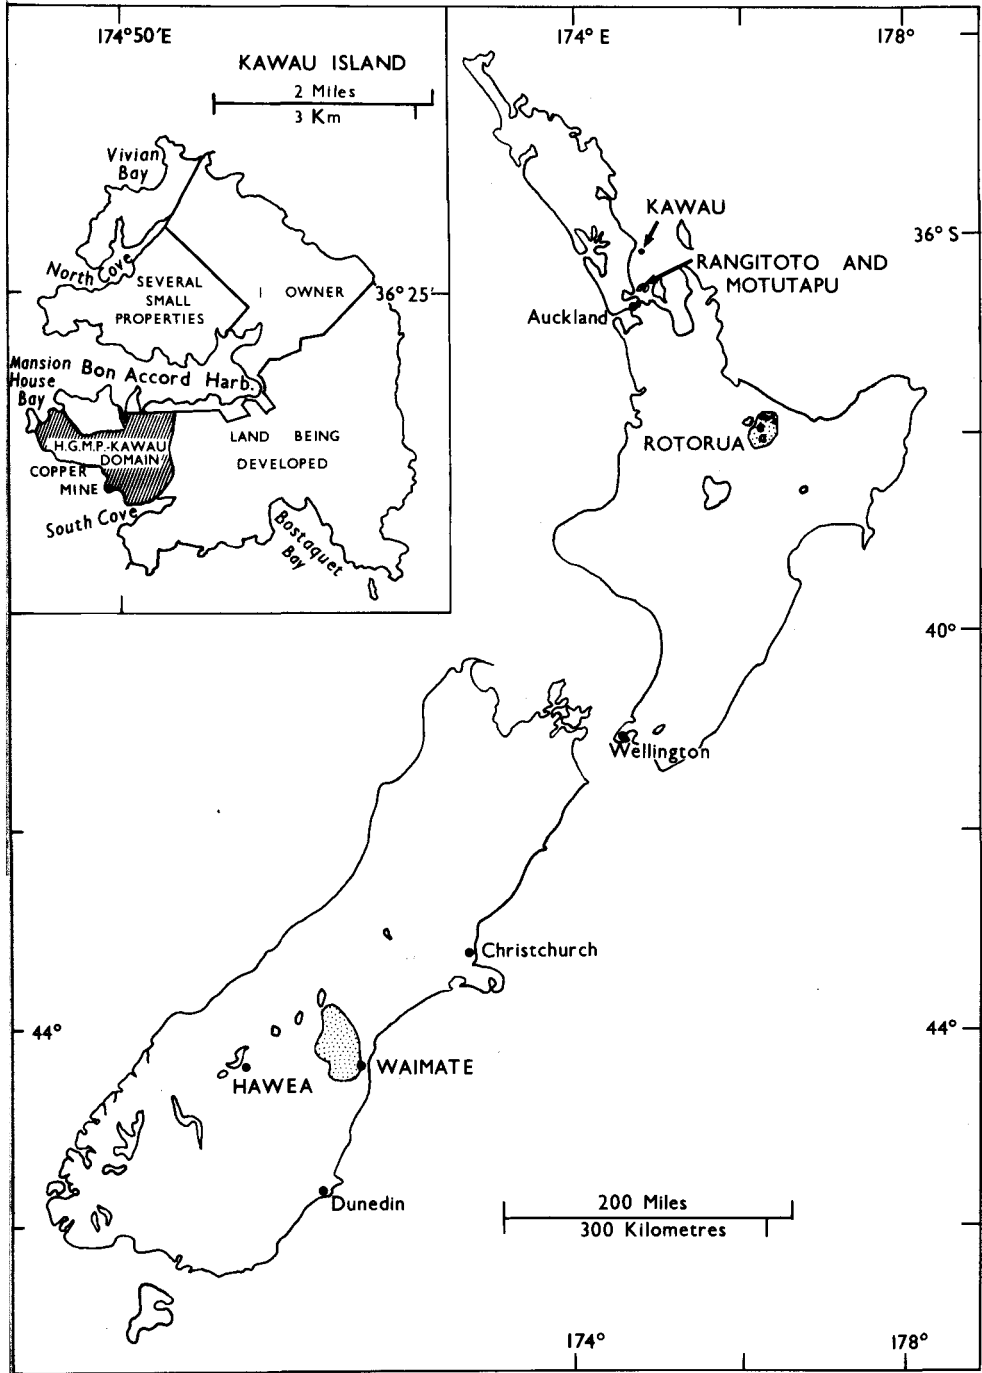 174°50′E
KAWAU ISLAND
2 Miles
3 Km
Vivian
Bay
North Cove
SEVERAL
SMALL
PROPERTIES
I OWNER
36°25′
Mansion
House
Bay
Bon Accord Harb.
H.G.M.P.-KAWAU
DOMAIN
COPPER
MINE
LAND BEING
DEVELOPED
South Cove
Bostaquet
Bay
174° E
178°
KAWAU
36° S
RANGITOTO AND
MOTUTAPU
Auckland
ROTORUA
40°
Wellington
Christchurch
44°
44°
WAIMATE
HAWEA
Dunedin
200 Miles
300 Kilometres
174°
178°